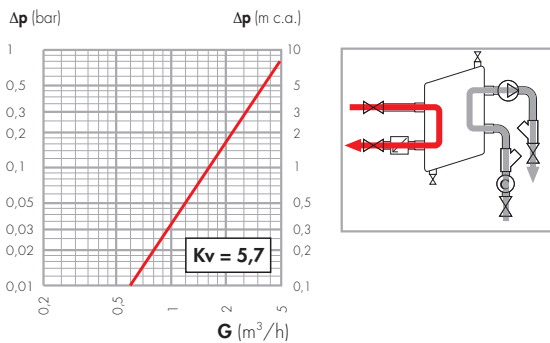 Δp (bar) Δp (m c.a.)
1 10
0,5 5
0,3 3
0,2 2
0,1 1
0,05 0,5
0,03 0,3
0,02 0,2
0,01 0,1
Kv = 5,7
0,2 0,5 1 2 5
G (m³/h)
C